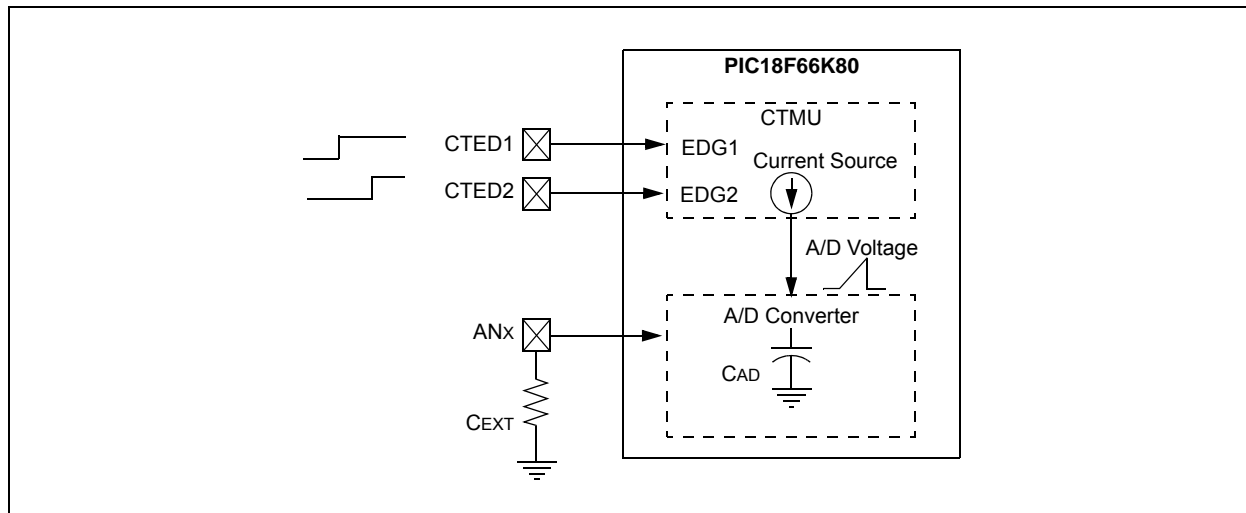 PIC18F66K80
CTMU
CTED1
EDG1
Current Source
CTED2
EDG2
A/D Voltage
A/D Converter
ANX
CAD
CEXT